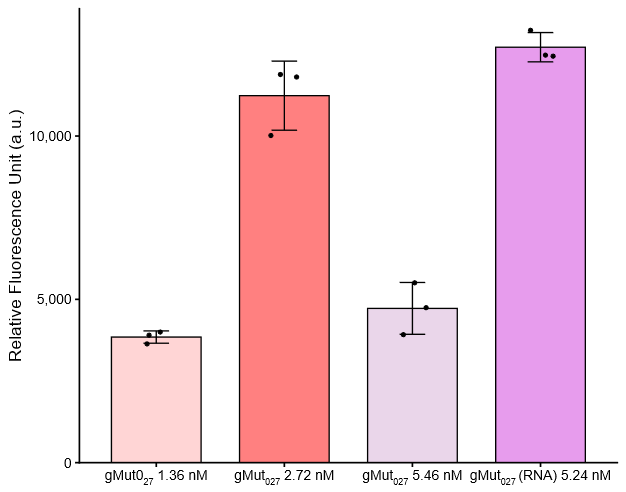 Relative Fluorescence Unit (a.u.)
10,000
5,000
0
gMut0₂₇ 1.36 nM
gMut₀₂₇ 2.72 nM
gMut₀₂₇ 5.46 nM
gMut₀₂₇ (RNA) 5.24 nM